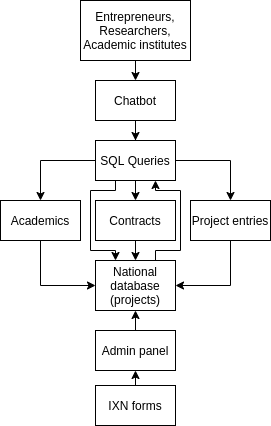 Entrepreneurs,
Researchers,
Academic institutes
Chatbot
SQL Queries
Academics
Contracts
Project entries
National
database
(projects)
Admin panel
IXN forms